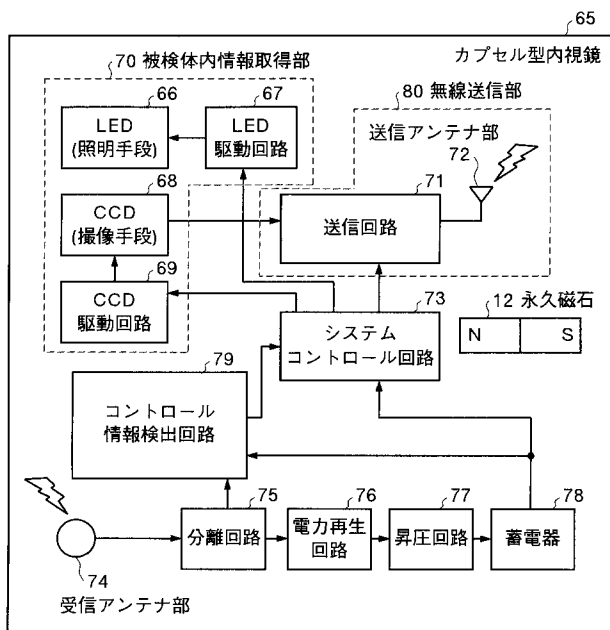 65
カプセル型内視鏡
70 被検体内情報取得部
66
67
80 無線送信部
LED
(照明手段)
LED
駆動回路
送信アンテナ部
72
68
71
CCD
(撮像手段)
送信回路
69
73
12 永久磁石
CCD
駆動回路
システム
コントロール回路
N
S
79
コントロール
情報検出回路
75
76
77
78
分離回路
電力再生
回路
昇圧回路
蓄電器
74
受信アンテナ部